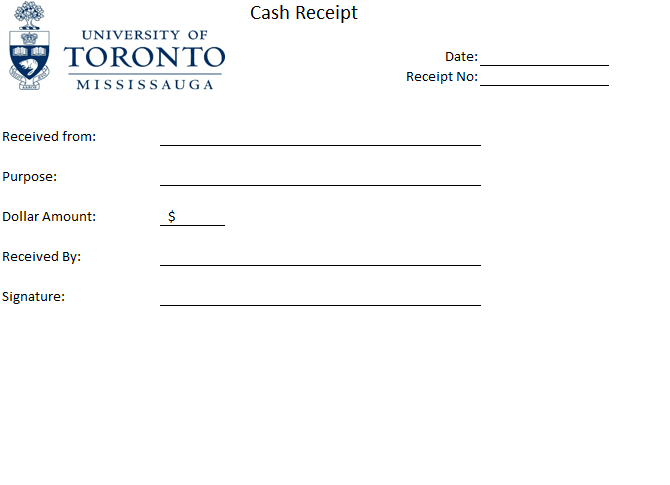 Cash Receipt
UNIVERSITY OF
TORONTO
MISSISSAUGA
Date:
Receipt No:
Received from:
Purpose:
Dollar Amount: $
Received By:
Signature: